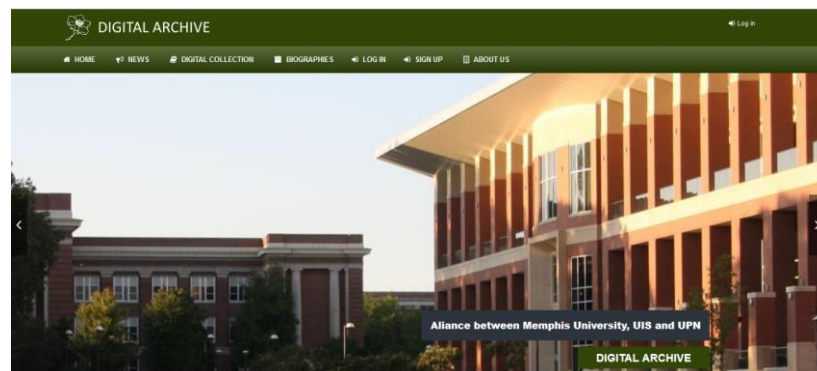 DIGITAL ARCHIVE
Log in
HOME NEWS DIGITAL COLLECTION BIOGRAPHIES LOG IN SIGN UP ABOUT US
Aliance between Memphis University, UIS and UPN
DIGITAL ARCHIVE